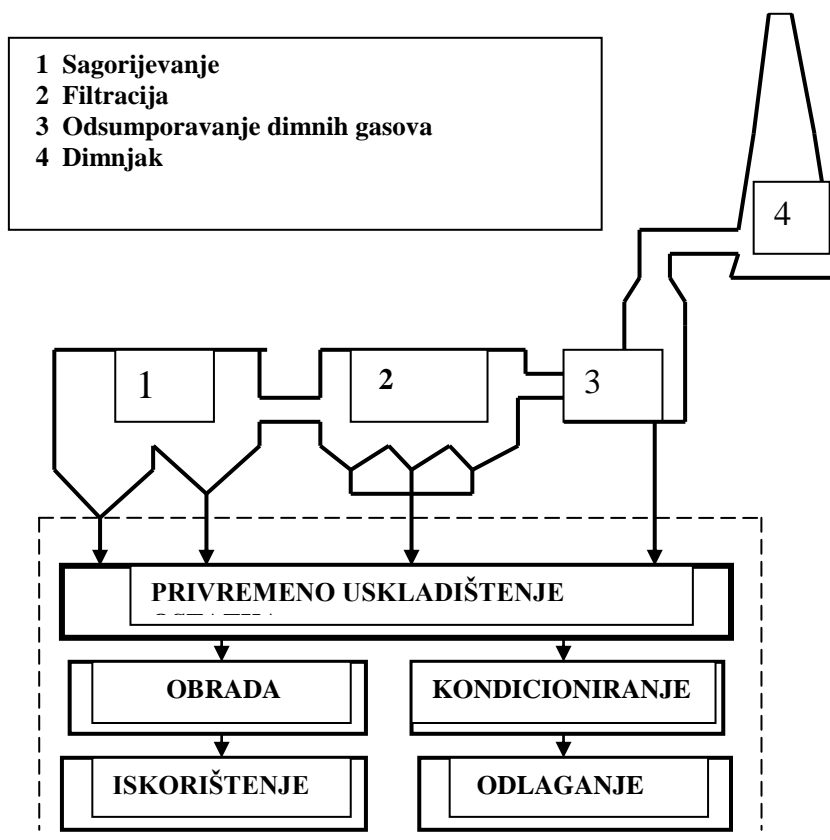 1 Sagorijevanje
2 Filtracija
3 Odsumporavanje dimnih gasova
4 Dimnjak
4
1
2
3
PRIVREMENO USKLADIŠTENJE
OBRADA
KONDICIONIRANJE
ISKORIŠTENJE
ODLAGANJE